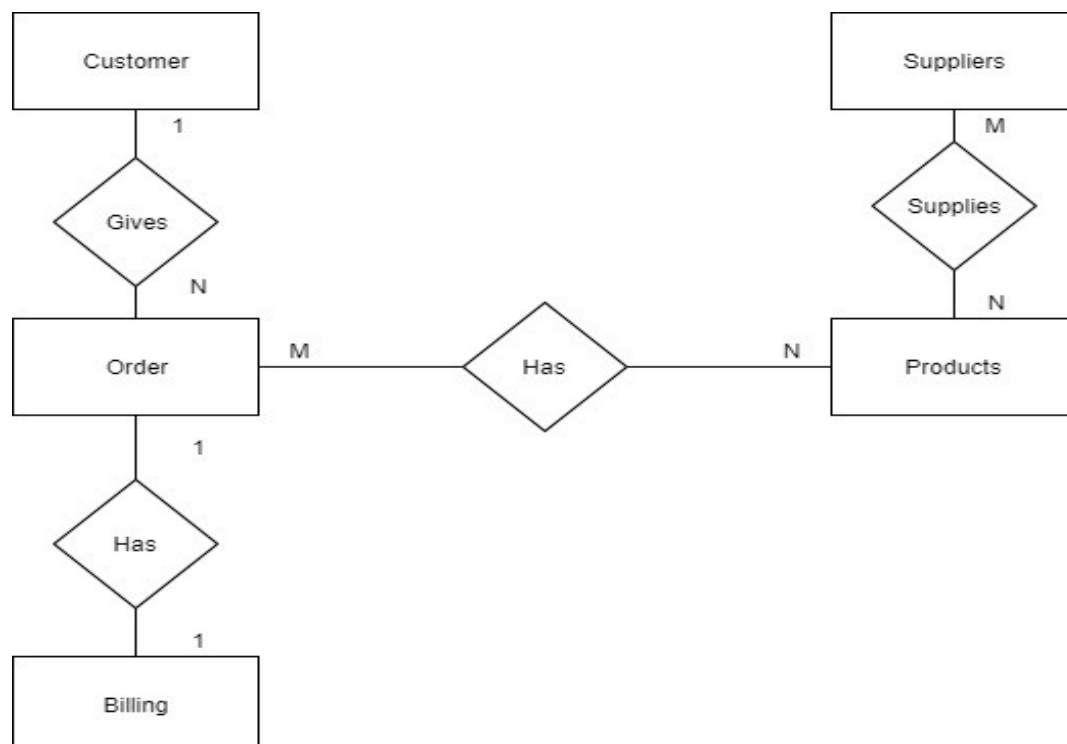 Customer
Suppliers
1
M
Gives
Supplies
N
N
Order
M
Has
N
Products
1
Has
1
Billing